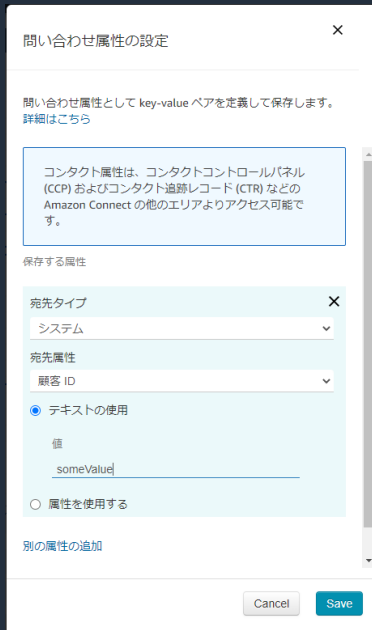 問い合わせ属性の設定
問い合わせ属性として key-value ペアを定義して保存します。
詳細はこちら
コンタクト属性は、コンタクトコントロールパネル
(CCP) およびコンタクト追跡レコード (CTR) などの
Amazon Connect の他のエリアよりアクセス可能で
す。
保存する属性
宛先タイプ
システム
宛先属性
顧客 ID
テキストの使用
値
someValue
属性を使用する
別の属性の追加
Cancel
Save